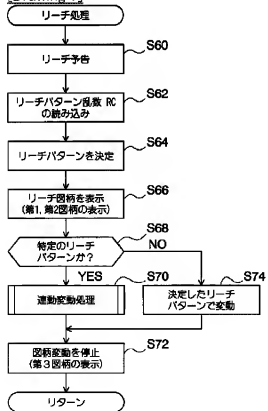 リーチ処理
S60
リーチ予告
S62
リーチパターン乱数 RC
の読み込み
S64
リーチパターンを決定
S66
リーチ図柄を表示
(第1,第2図柄の表示)
S68
特定のリーチ
パターンか?
NO
YES
S70
S74
連動変動処理
決定したリーチ
パターンで変動
S72
図柄変動を停止
(第3図柄の表示)
リターン